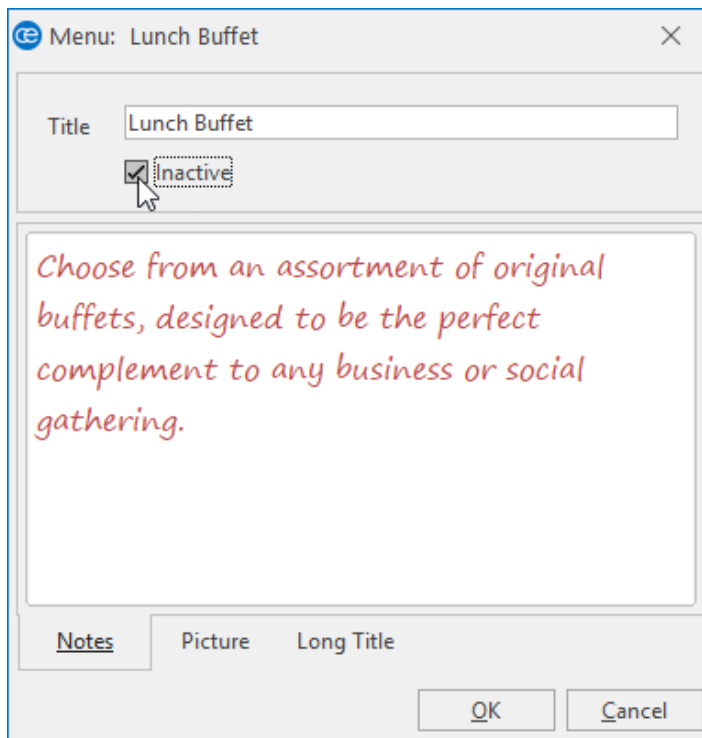 Menu: Lunch Buffet
Title Lunch Buffet
Inactive
Choose from an assortment of original
buffets, designed to be the perfect
complement to any business or social
gathering.
Notes Picture Long Title
OK Cancel